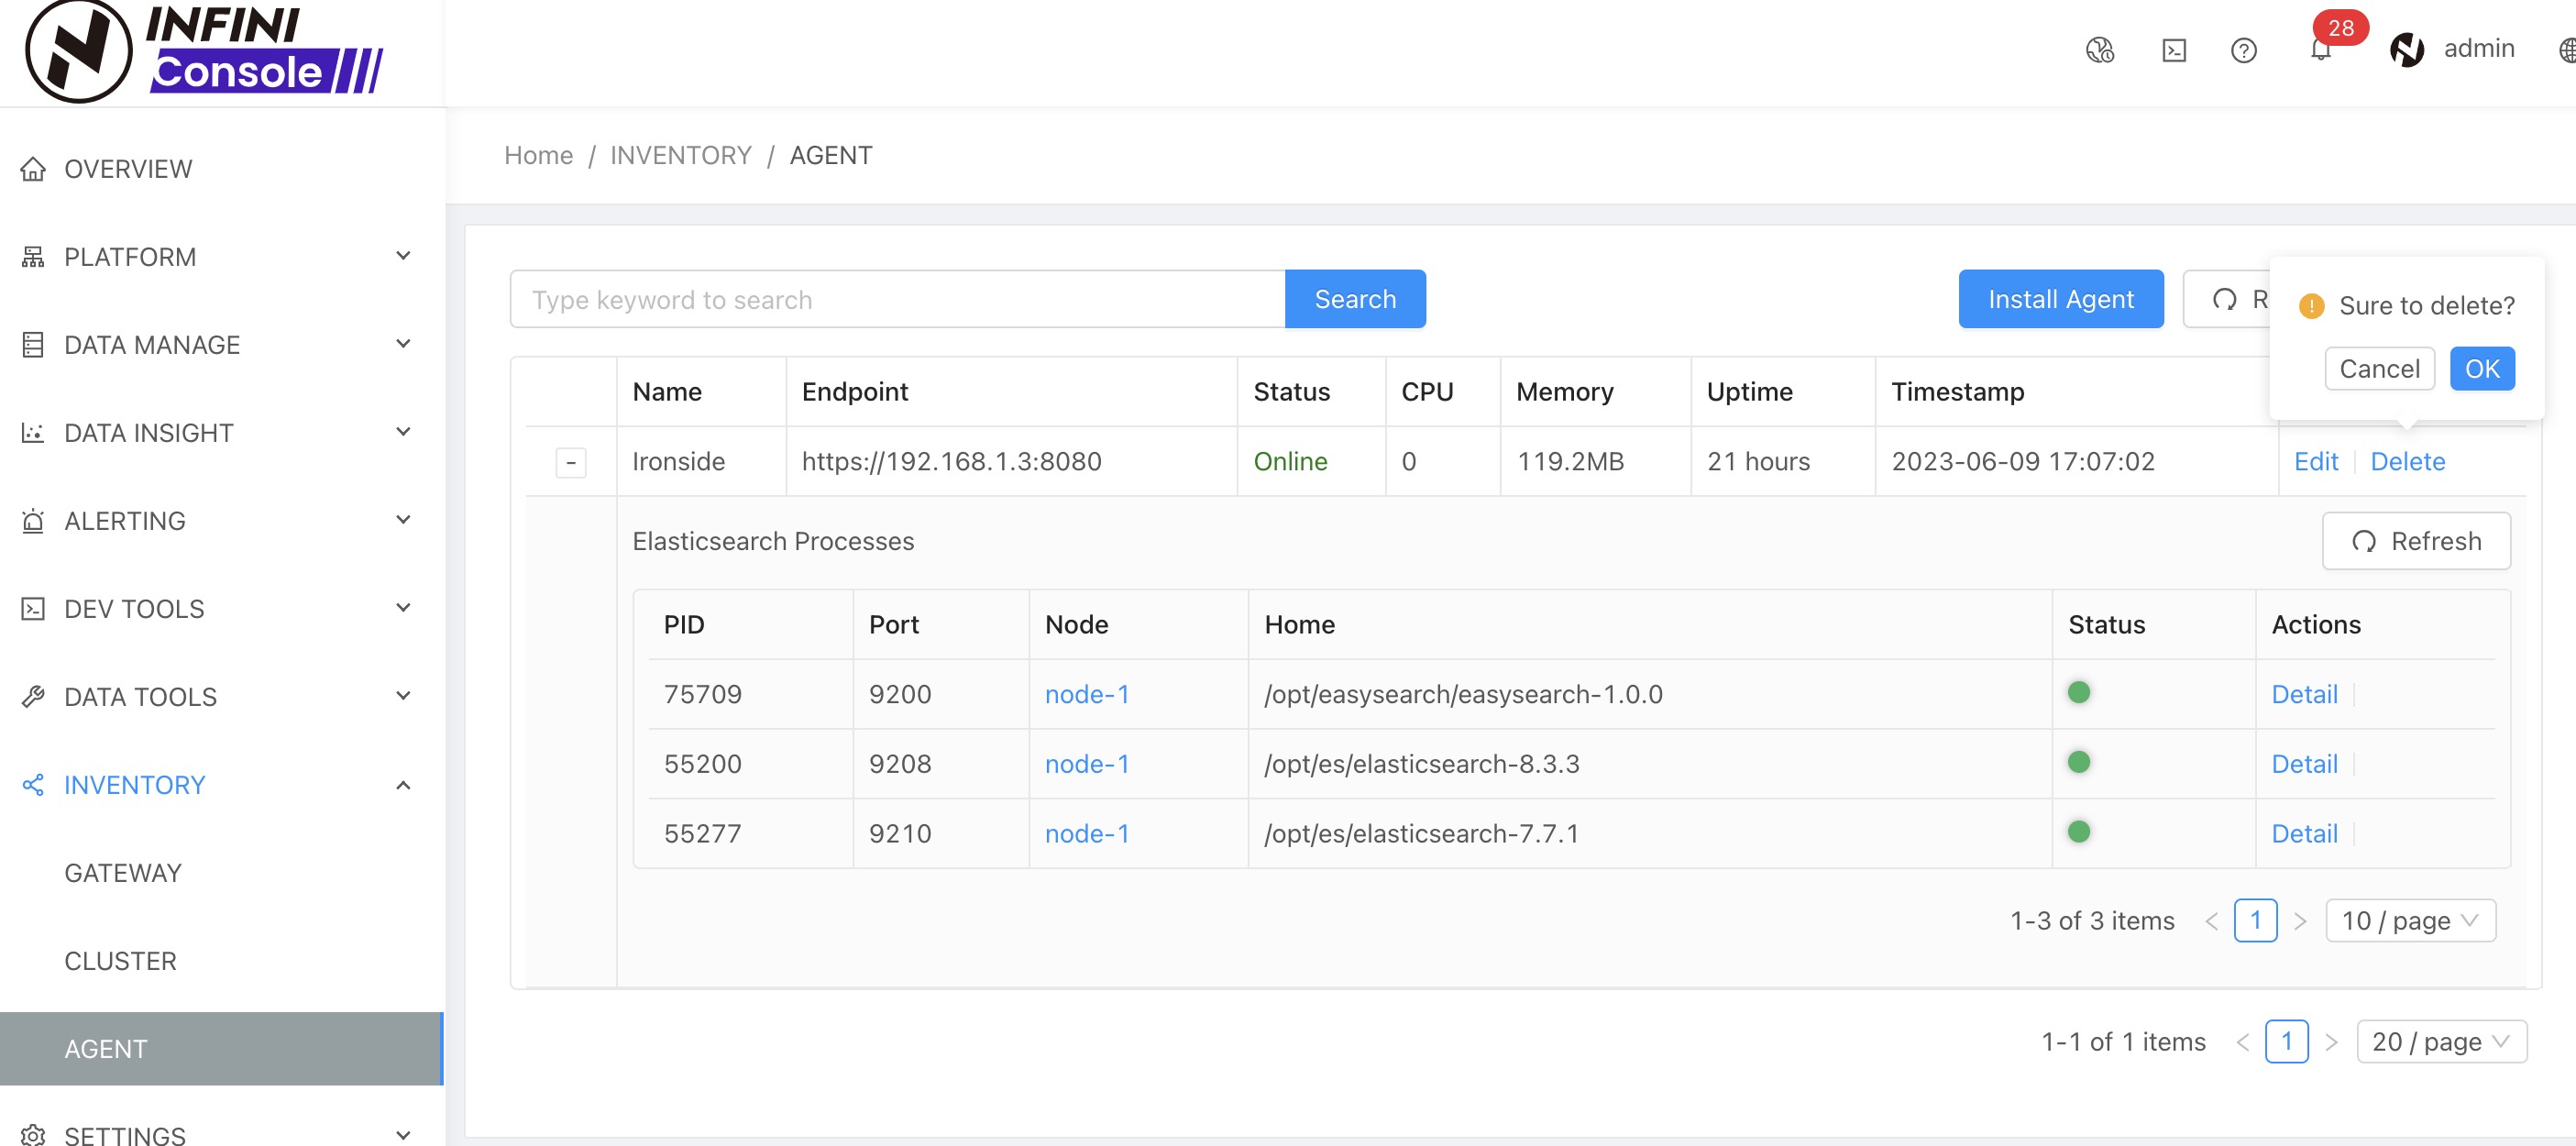 INFINI
Console
28
admin
Home / INVENTORY / AGENT
OVERVIEW
PLATFORM
DATA MANAGE
DATA INSIGHT
ALERTING
DEV TOOLS
DATA TOOLS
INVENTORY
GATEWAY
CLUSTER
AGENT
SETTINGS
Type keyword to search
Search
Install Agent
R
Sure to delete?
Cancel
OK
Name Endpoint Status CPU Memory Uptime Timestamp
- Ironside https://192.168.1.3:8080 Online 0 119.2MB 21 hours 2023-06-09 17:07:02 Edit Delete
Elasticsearch Processes
Refresh
PID Port Node Home Status Actions
75709 9200 node-1 /opt/easysearch/easysearch-1.0.0 Detail
55200 9208 node-1 /opt/es/elasticsearch-8.3.3 Detail
55277 9210 node-1 /opt/es/elasticsearch-7.7.1 Detail
1-3 of 3 items < 1 > 10 / page
1-1 of 1 items < 1 > 20 / page